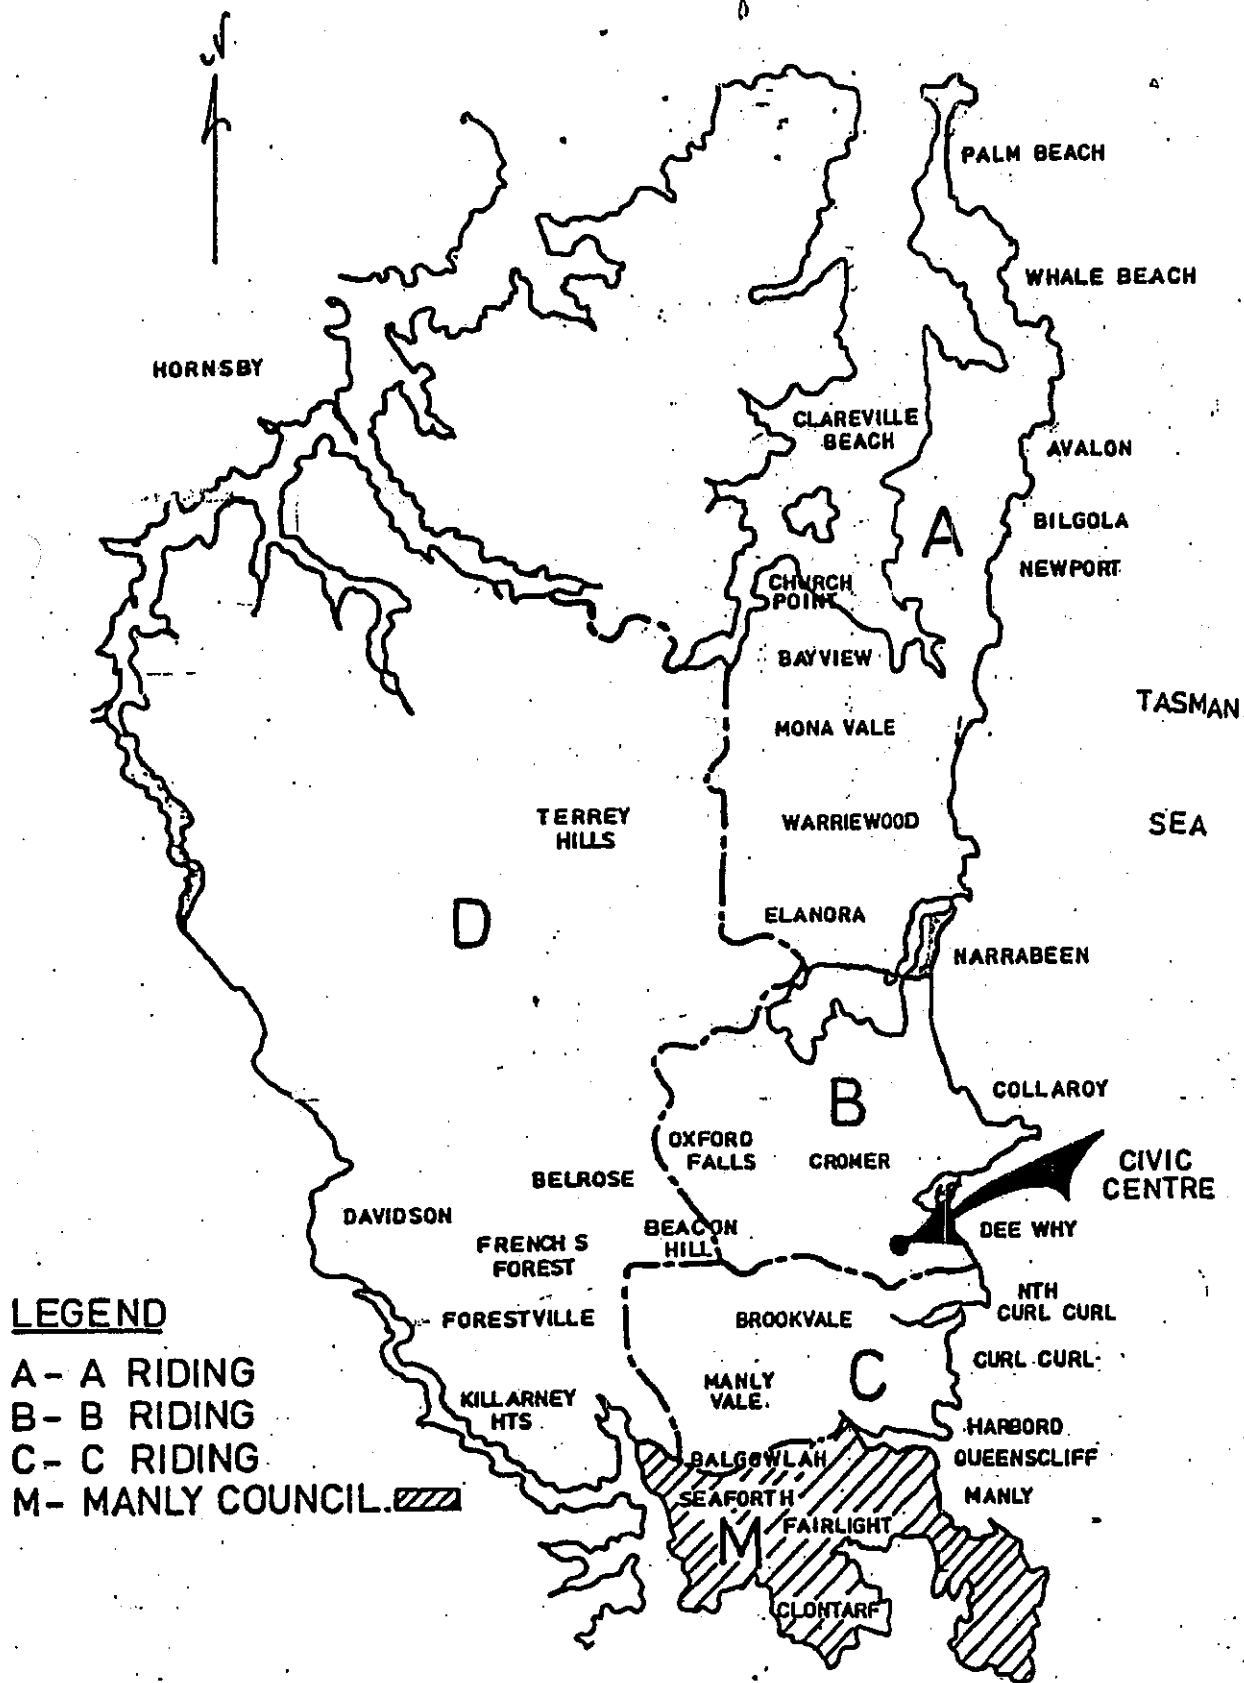 N
PALM BEACH
WHALE BEACH
HORNSBY
CLAREVILLE
BEACH
AVALON
A
BILGOLA
NEWPORT
CHURCH
POINT
BAYVIEW
MONA VALE
TASMAN
SEA
TERREY
HILLS
WARRIEWOOD
D
ELANORA
NARRABEEN
B
COLLAROY
OXFORD
FALLS
CROMER
CIVIC
CENTRE
BELROSE
DAVIDSON
BEACON
HILL
DEE WHY
FRENCHS
FOREST
NTH
CURL CURL
FORESTVILLE
BROOKVALE
CURL CURL
C
MANLY
VALE
KILLARNEY
HTS
HARBORD
BALGOWLAH
QUEENSCLIFF
SEAFORTH
MANLY
FAIRLIGHT
M
CLONTARF
LEGEND
A - A RIDING
B - B RIDING
C - C RIDING
M - MANLY COUNCIL.